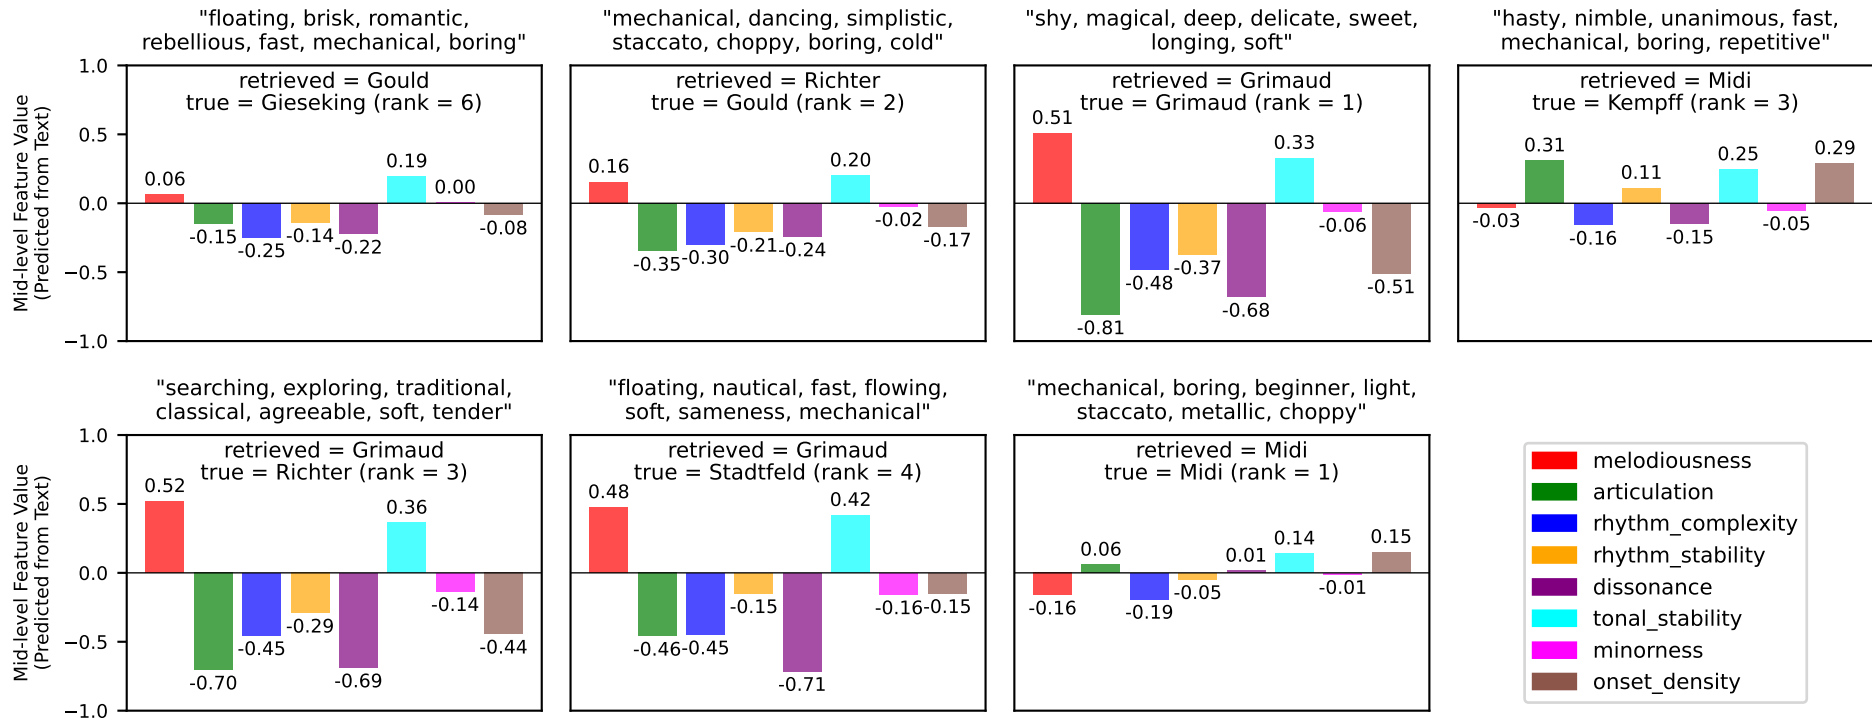 "floating, brisk, romantic,
rebellious, fast, mechanical, boring"
"mechanical, dancing, simplistic,
staccato, choppy, boring, cold"
"shy, magical, deep, delicate, sweet,
longing, soft"
"hasty, nimble, unanimous, fast,
mechanical, boring, repetitive"
Mid-level Feature Value
(Predicted from Text)
1.0
0.5
0.0
−0.5
−1.0
retrieved = Gould
true = Gieseking (rank = 6)
0.06
-0.15
-0.25
-0.14
-0.22
0.19
0.00
-0.08
retrieved = Richter
true = Gould (rank = 2)
0.16
-0.35
-0.30
-0.21
-0.24
0.20
-0.02
-0.17
retrieved = Grimaud
true = Grimaud (rank = 1)
0.51
-0.81
-0.48
-0.37
-0.68
0.33
-0.06
-0.51
retrieved = Midi
true = Kempff (rank = 3)
-0.03
0.31
-0.16
0.11
-0.15
0.25
-0.05
0.29
"searching, exploring, traditional,
classical, agreeable, soft, tender"
"floating, nautical, fast, flowing,
soft, sameness, mechanical"
"mechanical, boring, beginner, light,
staccato, metallic, choppy"
Mid-level Feature Value
(Predicted from Text)
1.0
0.5
0.0
−0.5
−1.0
retrieved = Grimaud
true = Richter (rank = 3)
0.52
-0.70
-0.45
-0.29
-0.69
0.36
-0.14
-0.44
retrieved = Grimaud
true = Stadtfeld (rank = 4)
0.48
-0.46
-0.45
-0.15
-0.71
0.42
-0.16
-0.15
retrieved = Midi
true = Midi (rank = 1)
-0.16
0.06
-0.19
-0.05
0.01
0.14
-0.01
0.15
melodiousness
articulation
rhythm_complexity
rhythm_stability
dissonance
tonal_stability
minorness
onset_density